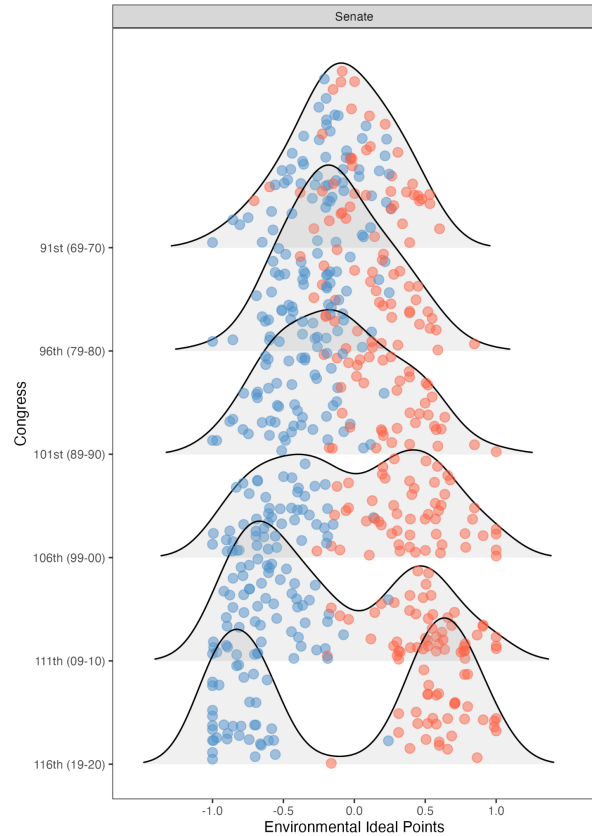 Senate
Congress
91st (69-70)
96th (79-80)
101st (89-90)
106th (99-00)
111th (09-10)
116th (19-20)
-1.0 -0.5 0.0 0.5 1.0
Environmental Ideal Points